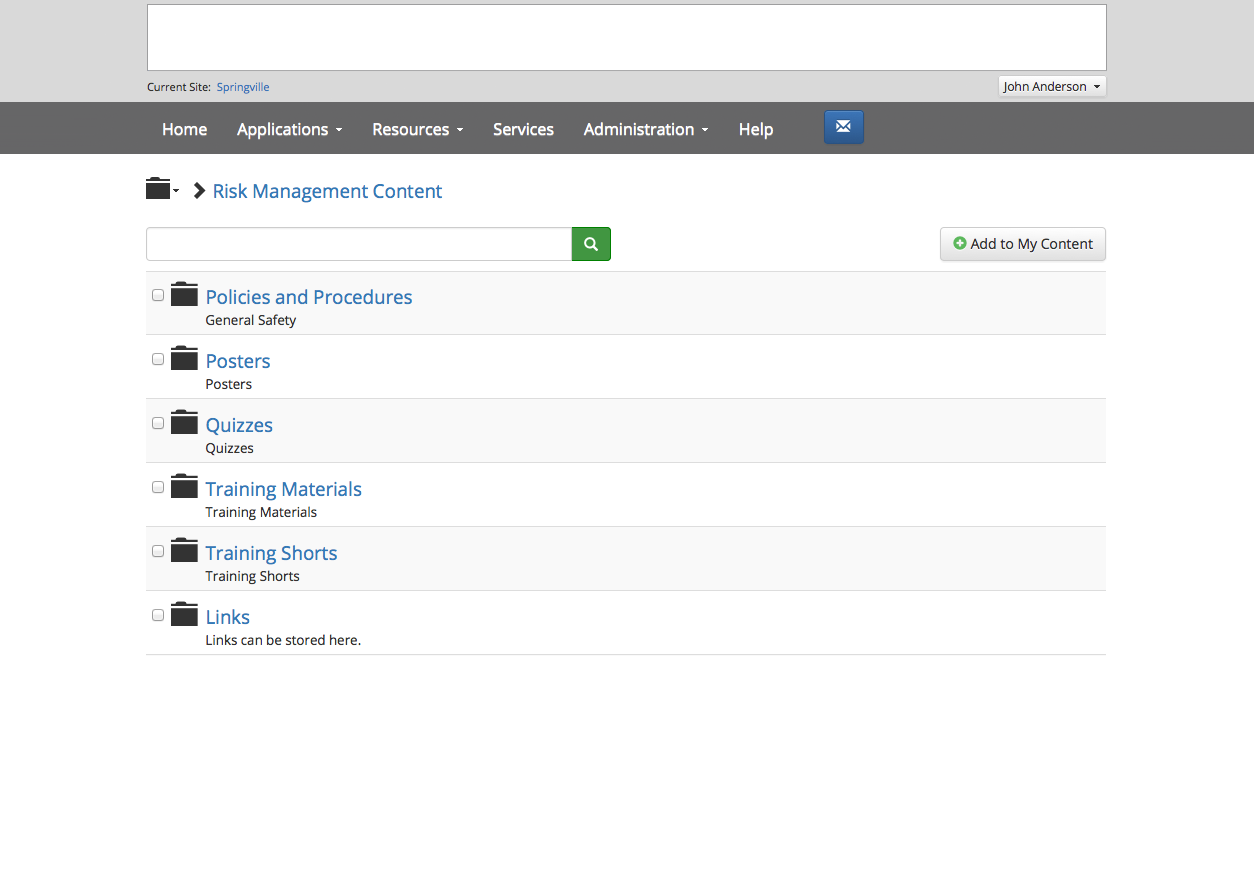 Current Site: Springville
John Anderson
Home Applications Resources Services Administration Help
Risk Management Content
Add to My Content
Policies and Procedures
General Safety
Posters
Posters
Quizzes
Quizzes
Training Materials
Training Materials
Training Shorts
Training Shorts
Links
Links can be stored here.